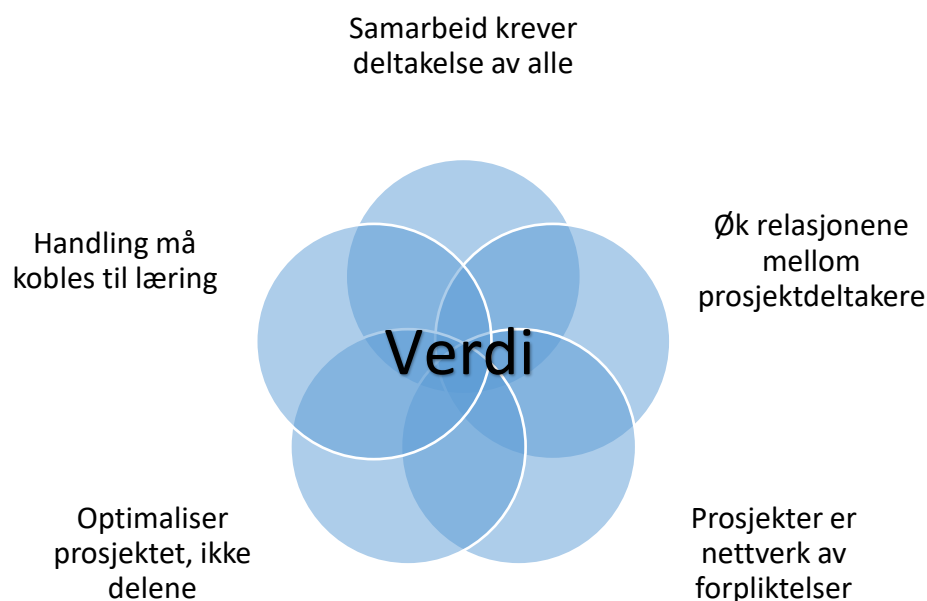 Samarbeid krever
deltakelse av alle
Handling må
kobles til læring
Øk relasjonene
mellom
prosjektdeltakere
Verdi
Optimaliser
prosjektet, ikke
delene
Prosjekter er
nettverk av
forpliktelser